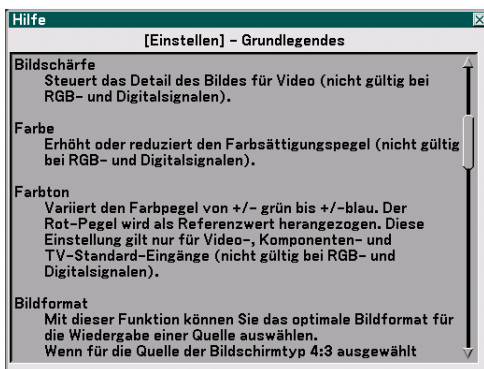 Hilfe
[Einstellen] - Grundlegendes
Bildschärfe
Steuert das Detail des Bildes für Video (nicht gültig bei
RGB- und Digitalsignalen).
Farbe
Erhöht oder reduziert den Farbsättigungspegel (nicht gültig
bei RGB- und Digitalsignalen).
Farbton
Variiert den Farbpegel von +/- grün bis +/-blau. Der
Rot-Pegel wird als Referenzwert herangezogen. Diese
Einstellung gilt nur für Video-, Komponenten- und
TV-Standard-Eingänge (nicht gültig bei RGB- und
Digitalsignalen).
Bildformat
Mit dieser Funktion können Sie das optimale Bildformat für
die Wiedergabe einer Quelle auswählen.
Wenn für die Quelle der Bildschirmtyp 4:3 ausgewählt